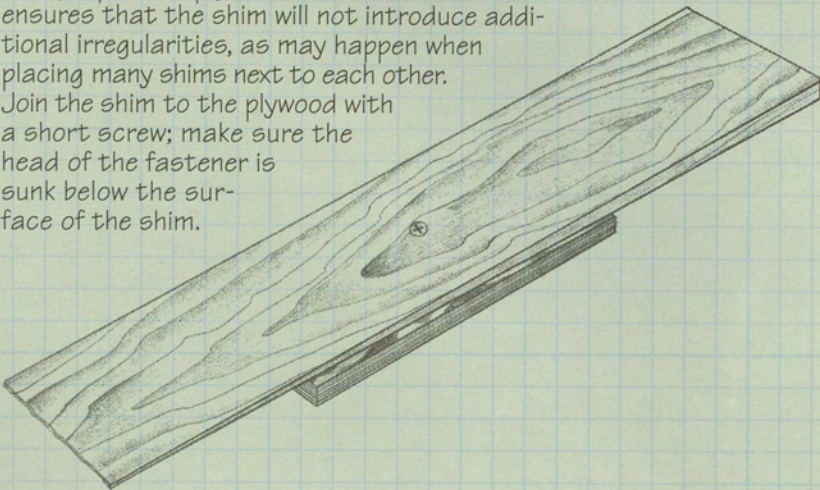 ensures that the shim will not introduce addi-
tional irregularities, as may happen when
placing many shims next to each other.
Join the shim to the plywood with
a short screw; make sure the
head of the fastener is
sunk below the sur-
face of the shim.